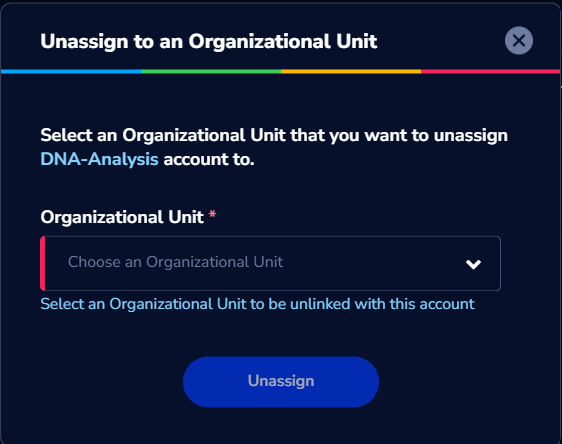 Unassign to an Organizational Unit
Select an Organizational Unit that you want to unassign
DNA-Analysis account to.
Organizational Unit *
Choose an Organizational Unit
Select an Organizational Unit to be unlinked with this account
Unassign